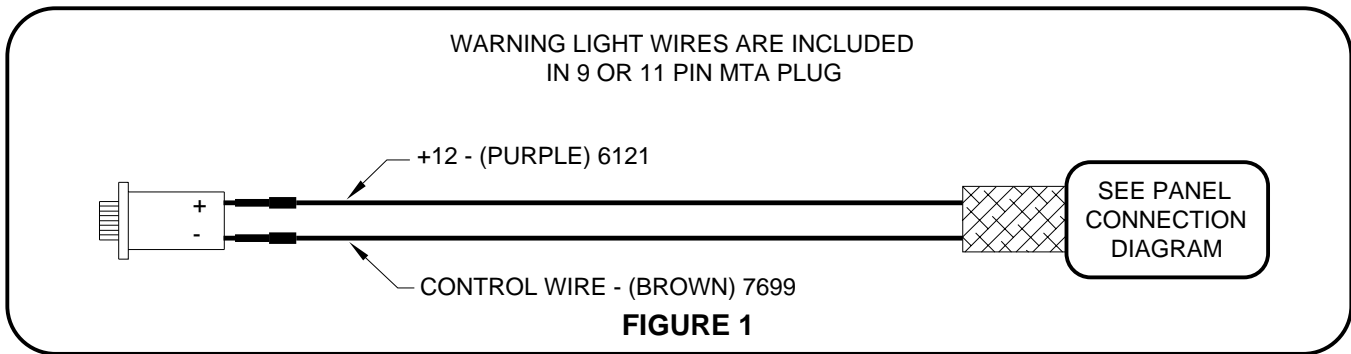 WARNING LIGHT WIRES ARE INCLUDED
IN 9 OR 11 PIN MTA PLUG
+12 - (PURPLE) 6121
+
-
SEE PANEL
CONNECTION
DIAGRAM
CONTROL WIRE - (BROWN) 7699
FIGURE 1